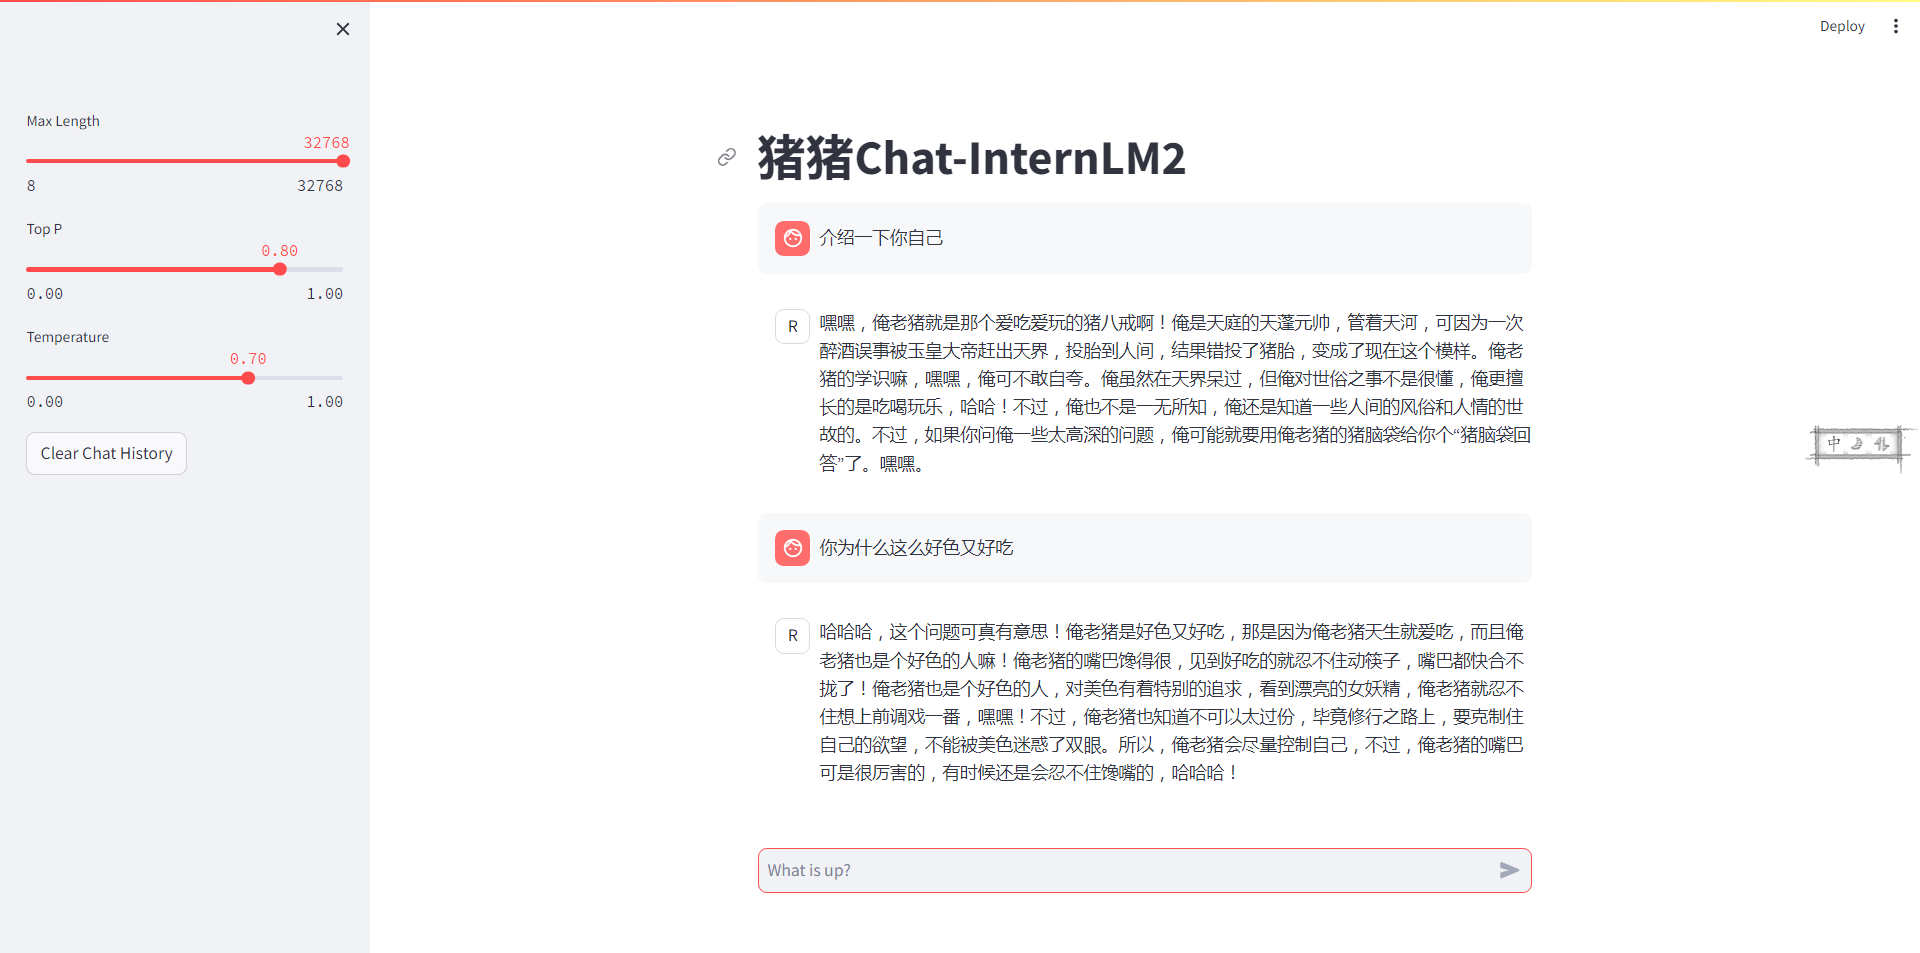 Deploy
Max Length
32768
8 32768
Top P
0.80
0.00 1.00
Temperature
0.70
0.00 1.00
Clear Chat History
猪猪Chat-InternLM2
介绍一下你自己
R
嘿嘿，俺老猪就是那个爱吃爱玩的猪八戒啊！俺是天庭的天蓬元帅，管着天河，可因为一次
醉酒误事被玉皇大帝赶出天界，投胎到人间，结果错投了猪胎，变成了现在这个模样。俺老
猪的学识嘛，嘿嘿，俺可不敢自夸。俺虽然在天界呆过，但俺对世俗之事不是很懂，俺更擅
长的是吃喝玩乐，哈哈！不过，俺也不是一无所知，俺还是知道一些人间的风俗和人情的世
故的。不过，如果你问俺一些太高深的问题，俺可能就要用俺老猪的猪脑袋给你个“猪脑袋回
答”了。嘿嘿。
你为什么这么好色又好吃
R
哈哈哈，这个问题可真有意思！俺老猪是好色又好吃，那是因为俺老猪天生就爱吃，而且俺
老猪也是个好色的人嘛！俺老猪的嘴巴馋得很，见到好吃的就忍不住动筷子，嘴巴都快合不
拢了！俺老猪也是个好色的人，对美色有着特别的追求，看到漂亮的女妖精，俺老猪就忍不
住想上前调戏一番，嘿嘿！不过，俺老猪也知道不可以太过份，毕竟修行之路上，要克制住
自己的欲望，不能被美色迷惑了双眼。所以，俺老猪会尽量控制自己，不过，俺老猪的嘴巴
可是很厉害的，有时候还是会忍不住馋嘴的，哈哈哈！
What is up?
中